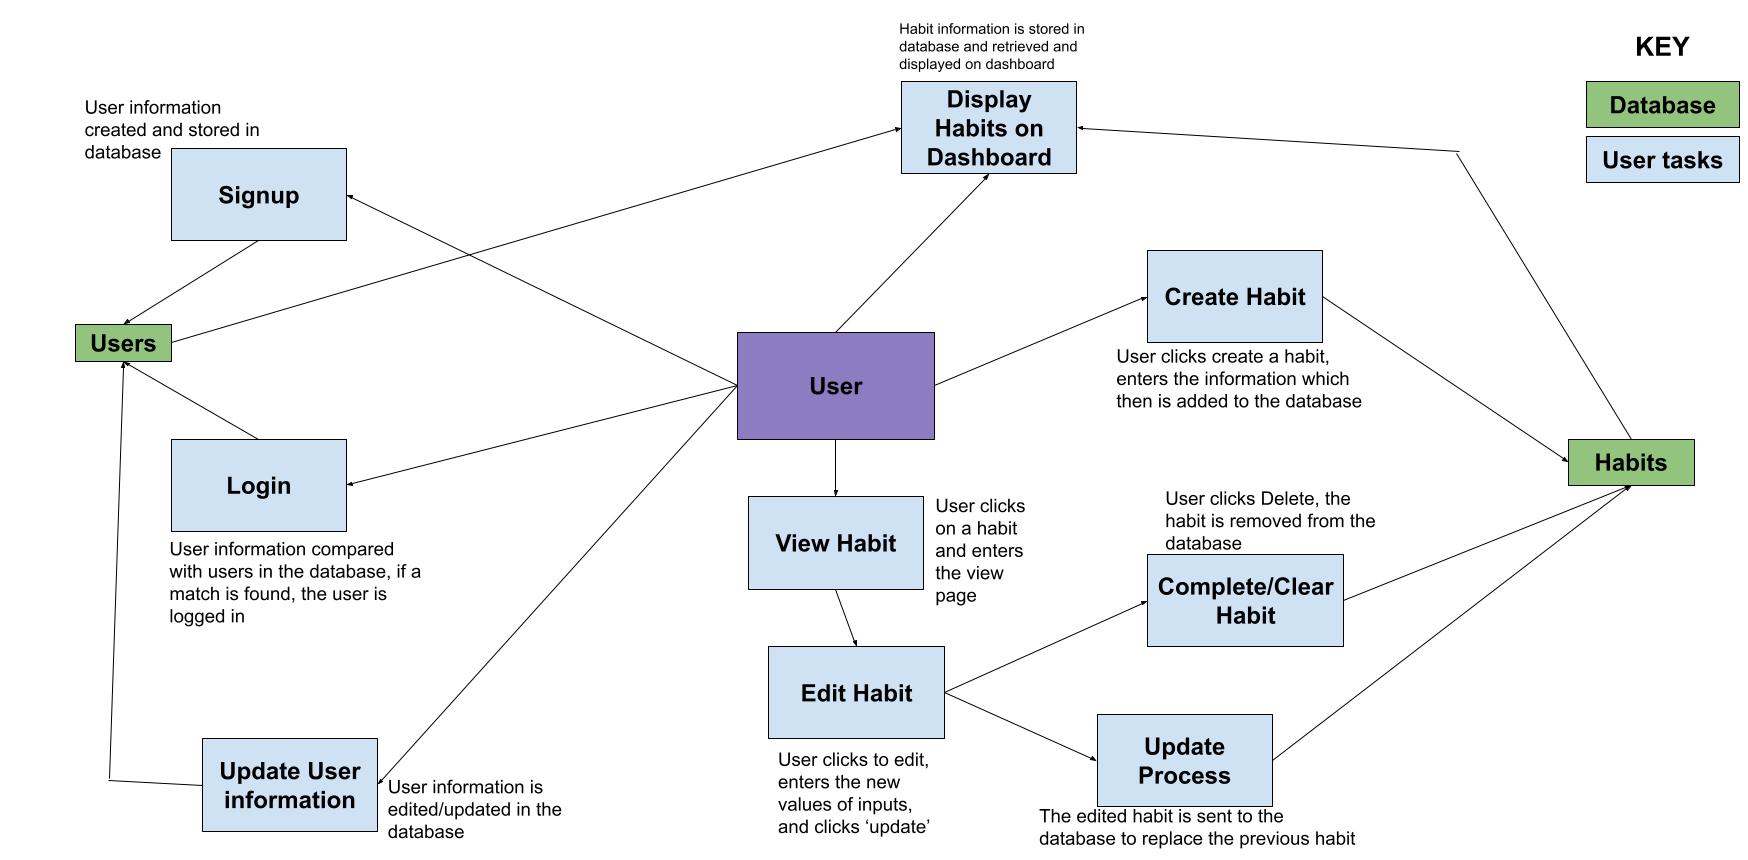 Habit information is stored in
database and retrieved and
displayed on dashboard
Display
Habits on
Dashboard
KEY
Database
User tasks
User information
created and stored in
database
Signup
Users
Login
User information compared
with users in the database, if a
match is found, the user is
logged in
Update User
information
User information is
edited/updated in the
database
User
View Habit
User clicks
on a habit
and enters
the view
page
Edit Habit
User clicks to edit,
enters the new
values of inputs,
and clicks ‘update’
Create Habit
User clicks create a habit,
enters the information which
then is added to the database
Habits
User clicks Delete, the
habit is removed from the
database
Complete/Clear
Habit
Update
Process
The edited habit is sent to the
database to replace the previous habit